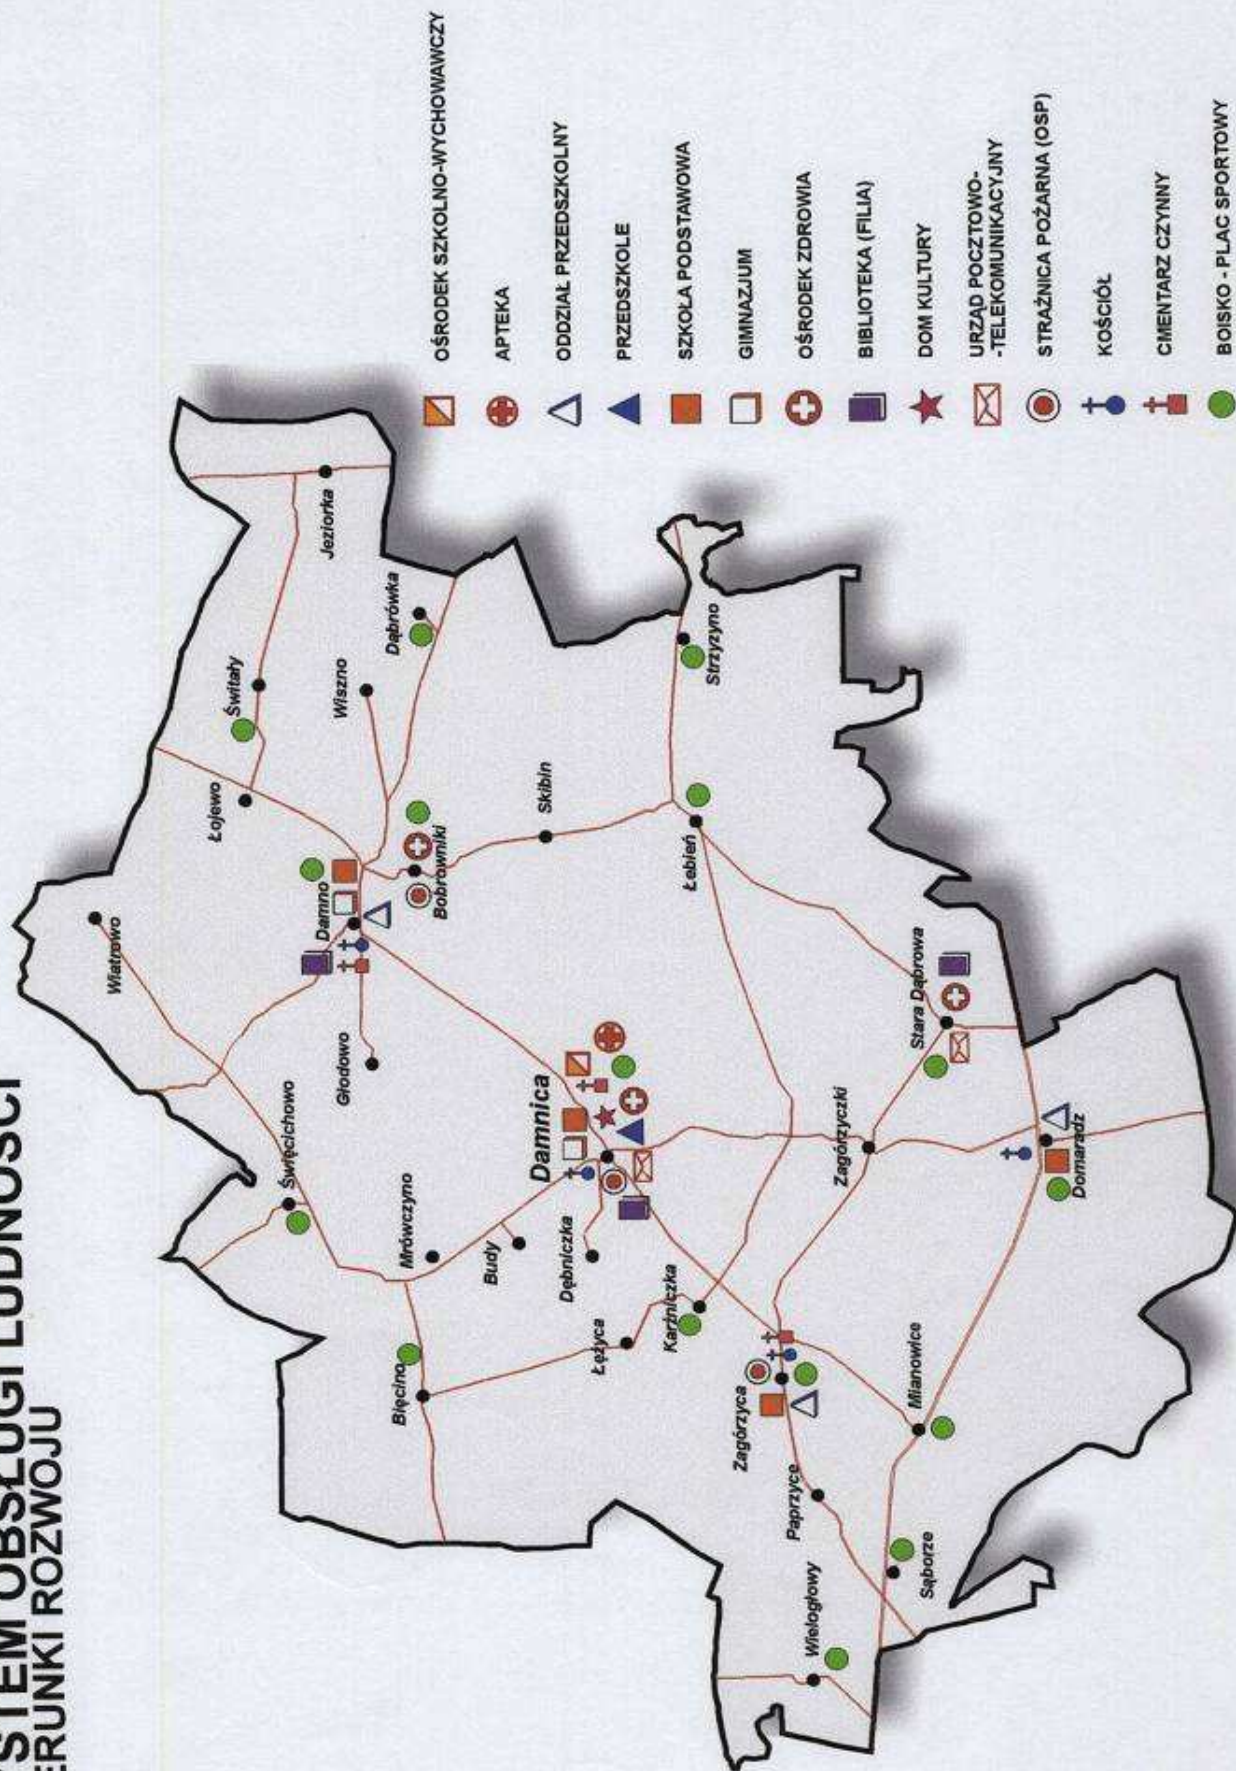 STEM OBSŁUGI LUDNOŚCI
ERUNKI ROZWOJU
Wiatrowo
Łojewo
Świtały
Święcichowo
Damno
Jeziorka
Wiszno
Głodowo
Dąbrówka
Bięcino
Mrówczyno
Bobrowniki
Budy
Damnica
Skibin
Dębniczka
Łężyca
Karżniczka
Łebień
Strzyżyno
Zagórzyca
Paprzyce
Wielogłowy
Zagórzyczki
Mianowice
Stara Dąbrowa
Sąborze
Domaradz
OŚRODEK SZKOLNO-WYCHOWAWCZY
APTEKA
ODDZIAŁ PRZEDSZKOLNY
PRZEDSZKOLE
SZKOŁA PODSTAWOWA
GIMNAZJUM
OŚRODEK ZDROWIA
BIBLIOTEKA (FILIA)
DOM KULTURY
URZĄD POCZTOWO-
-TELEKOMUNIKACYJNY
STRAŻNICA POŻARNA (OSP)
KOŚCIÓŁ
CMENTARZ CZYNNY
BOISKO - PLAC SPORTOWY